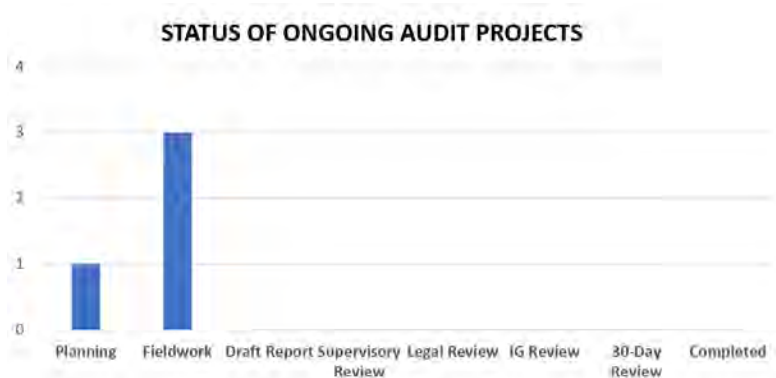 STATUS OF ONGOING AUDIT PROJECTS
4
3
2
1
0
Planning Fieldwork Draft Report Supervisory Legal Review IG Review 30-Day Completed
Review Review